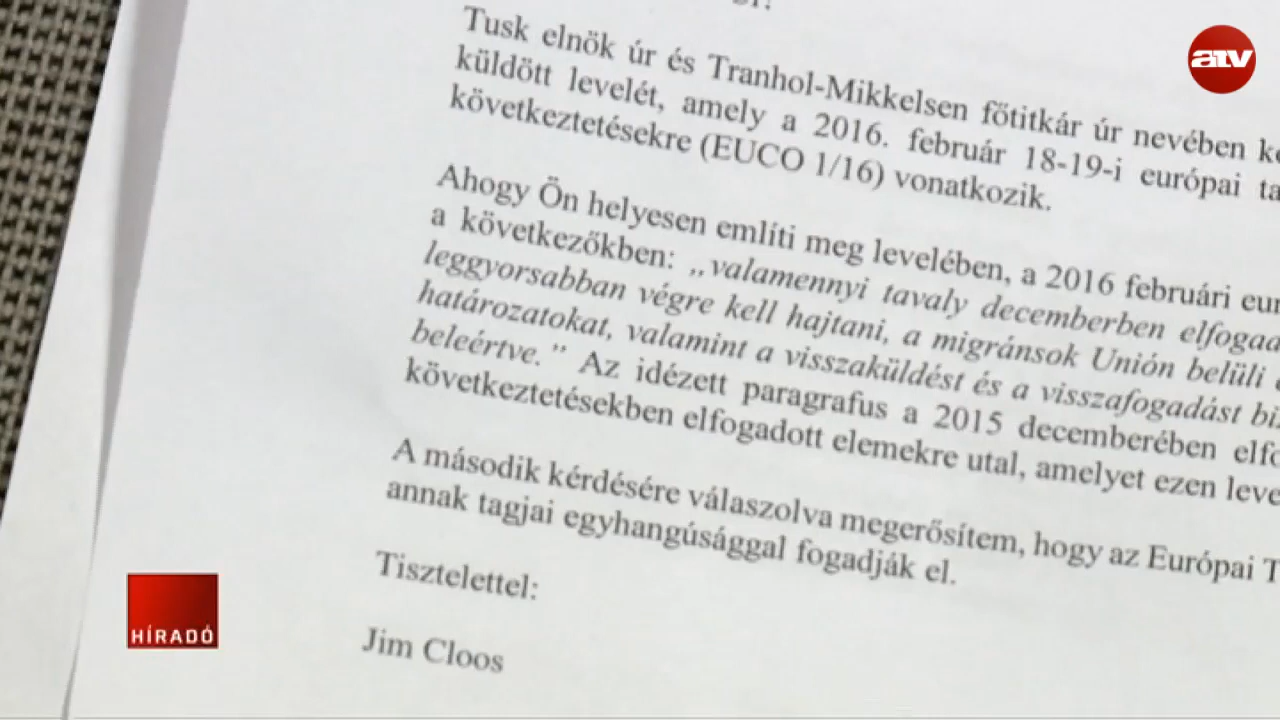 atv
Tusk elnök úr és Tranhol-Mikkelsen főtitkár úr nevében
küldött levelét, amely a 2016. február 18-19-i európai
következtetésekre (EUCO 1/16) vonatkozik.
Ahogy Ön helyesen említi meg levelében, a 2016 februári
a következőkben: „valamennyi tavaly decemberben
leggyorsabban végre kell hajtani, a migránsok Unión belüli
határozatokat, valamint a visszaküldést és a visszafogadást
beleértve.” Az idézett paragrafus a 2015 decemberében
következtetésekben elfogadott elemekre utal, amelyet ezen
A második kérdésére válaszolva megerősítem, hogy az Európai
annak tagjai egyhangúsággal fogadják el.
Tisztelettel:
Jim Cloos
HÍRADÓ